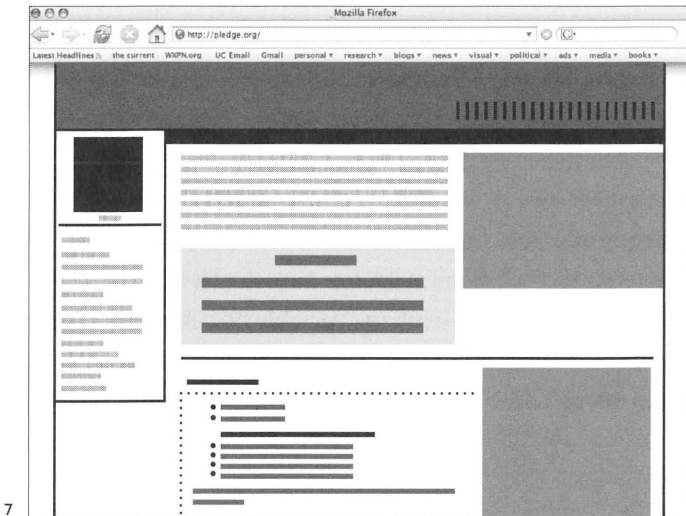 Mozilla Firefox
http://pledge.org/
Latest Headlines the current WXPN.org UC Email Gmail personal research blogs news visual political ads media books
7